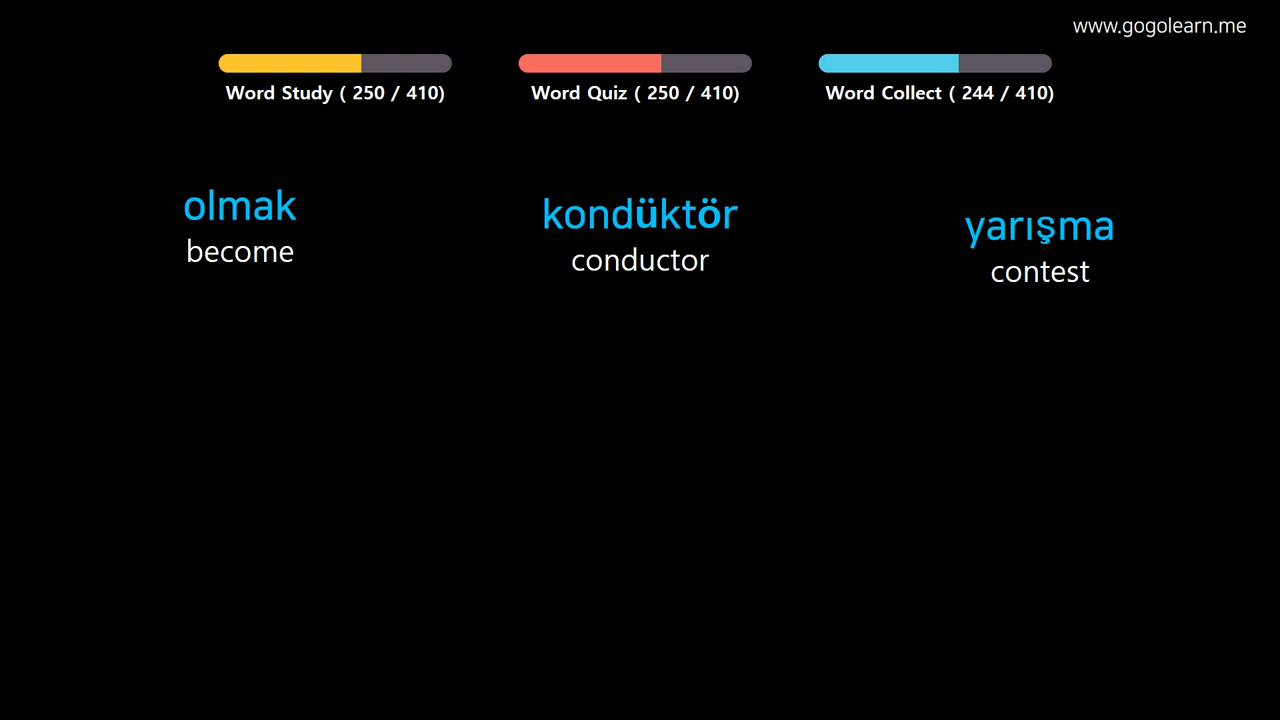 www.gogolearn.me
Word Study ( 250 / 410)
Word Quiz ( 250 / 410)
Word Collect ( 244 / 410)
olmak
become
kondüktör
conductor
yarışma
contest